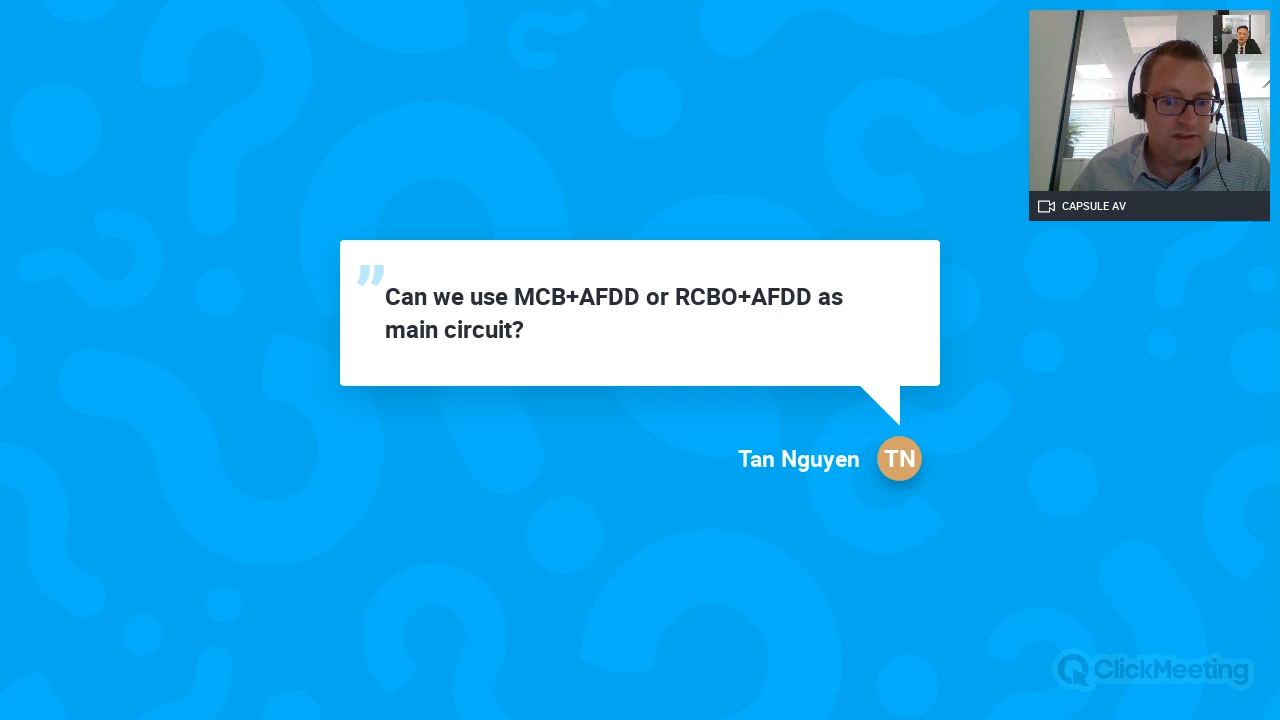 CAPSULE AV
" Can we use MCB+AFDD or RCBO+AFDD as
main circuit?
Tan Nguyen TN
ClickMeeting